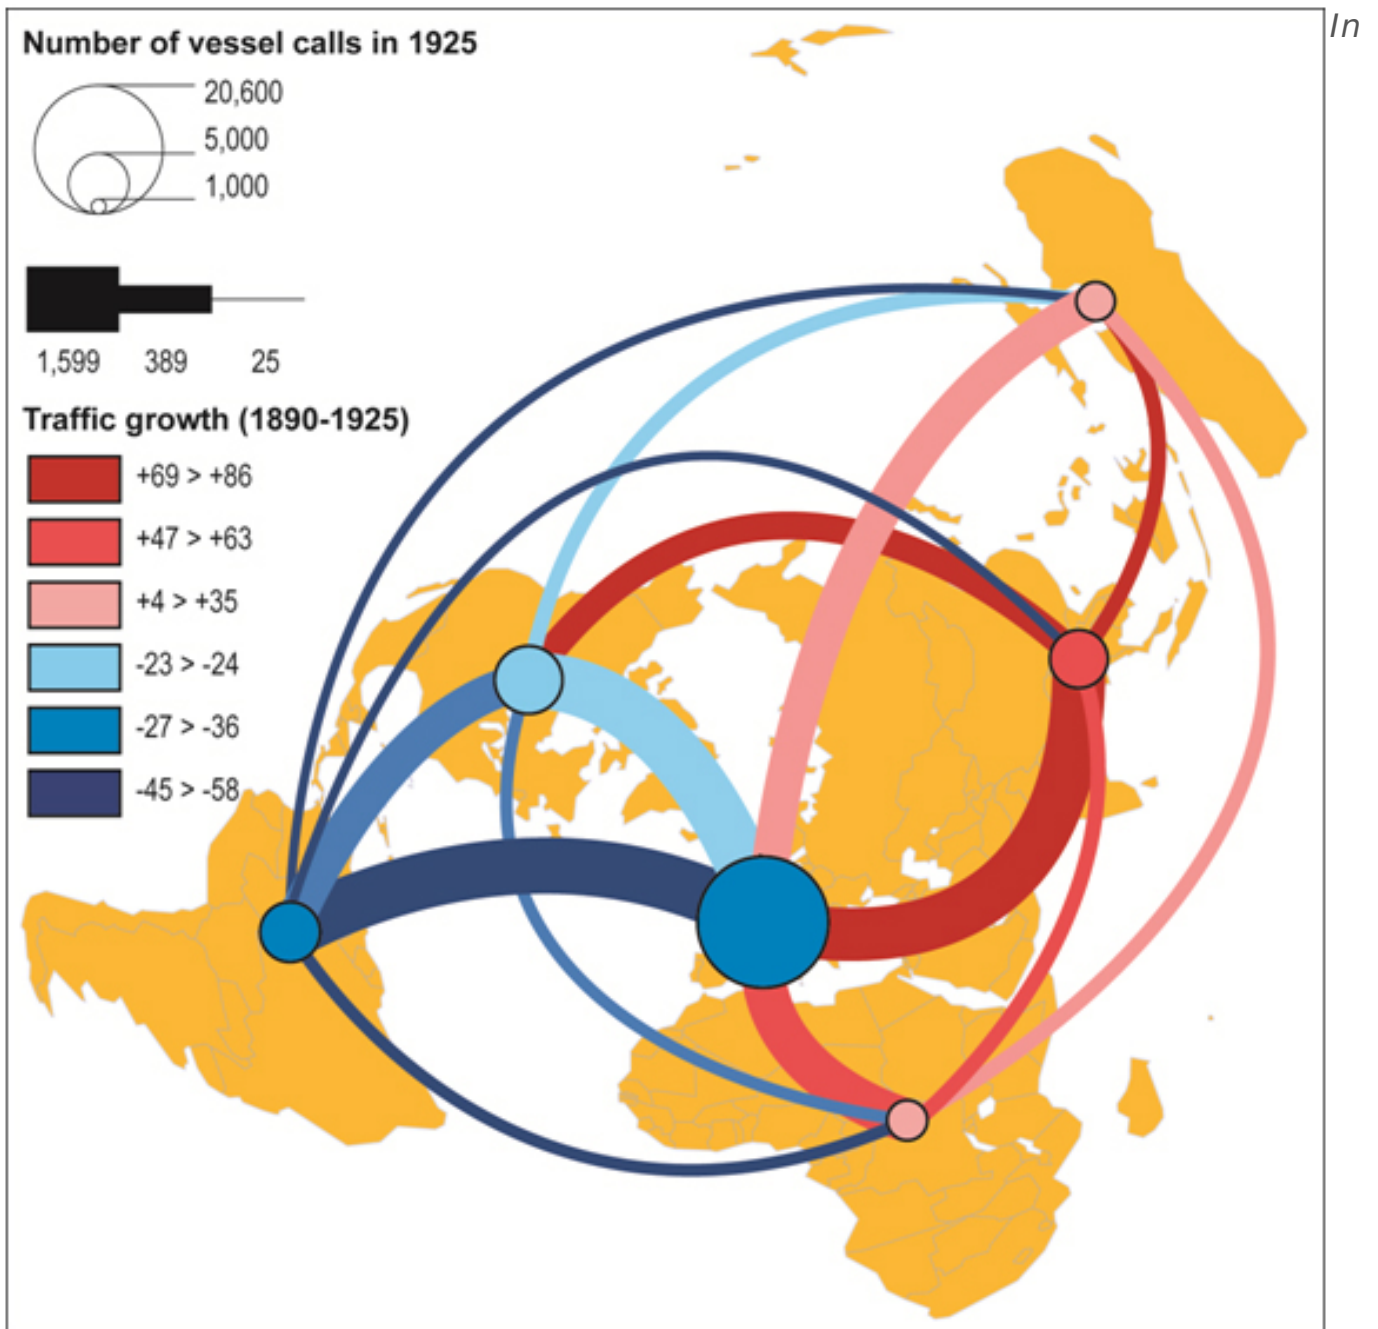 Number of vessel calls in 1925
20,600
5,000
1,000
1,599 389 25
Traffic growth (1890-1925)
+69 > +86
+47 > +63
+4 > +35
-23 > -24
-27 > -36
-45 > -58
In